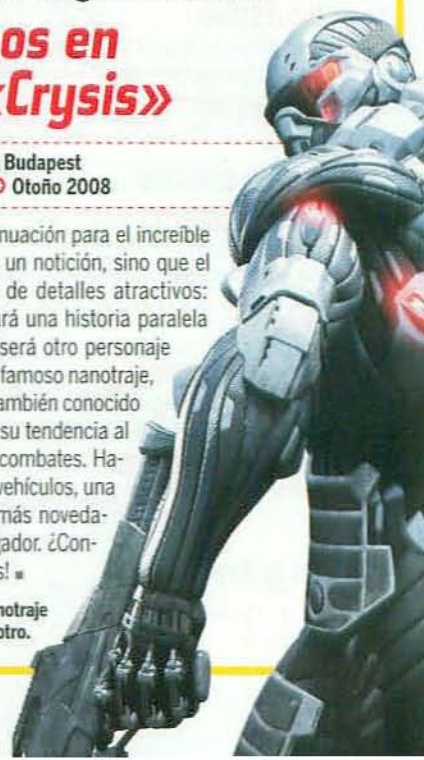 os en
«Crysis»
Budapest
Otoño 2008
nuación para el increíble
un notición, sino que el
de detalles atractivos:
ará una historia paralela
será otro personaje
famoso nanotraje,
ambién conocido
su tendencia al
combates. Ha-
vehículos, una
más noveda-
gador. ¿Con-
s! ■
notraje
otro.